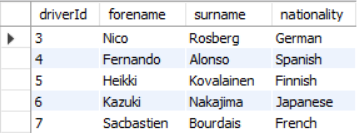 driverId forename surname nationality
3 Nico Rosberg German
4 Fernando Alonso Spanish
5 Heikki Kovalainen Finnish
6 Kazuki Nakajima Japanese
7 Sacbastien Bourdais French